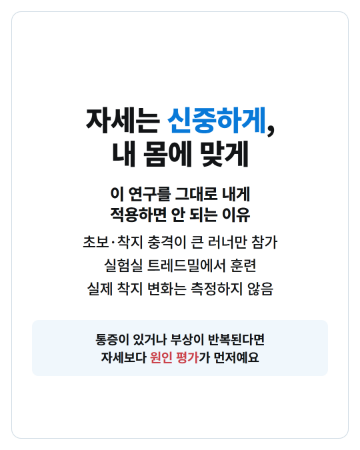 자세는 신중하게,
내 몸에 맞게
이 연구를 그대로 내게
적용하면 안 되는 이유
초보·착지 충격이 큰 러너만 참가
실험실 트레드밀에서 훈련
실제 착지 변화는 측정하지 않음
통증이 있거나 부상이 반복된다면
자세보다 원인 평가가 먼저예요